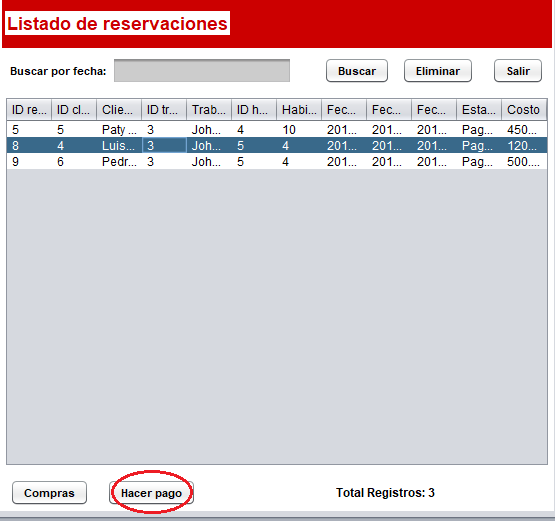 Listado de reservaciones
Buscar por fecha: Buscar Eliminar Salir
ID re... ID cl... Clie... ID tr... Trab... ID h... Habi... Fec... Fec... Fec... Esta... Costo
5 5 Paty ... 3 Joh... 4 10 201... 201... 201... Pag... 450...
8 4 Luis... 3 Joh... 5 4 201... 201... 201... Pag... 120...
9 6 Pedr... 3 Joh... 5 4 201... 201... 201... Pag... 500....
Compras Hacer pago Total Registros: 3